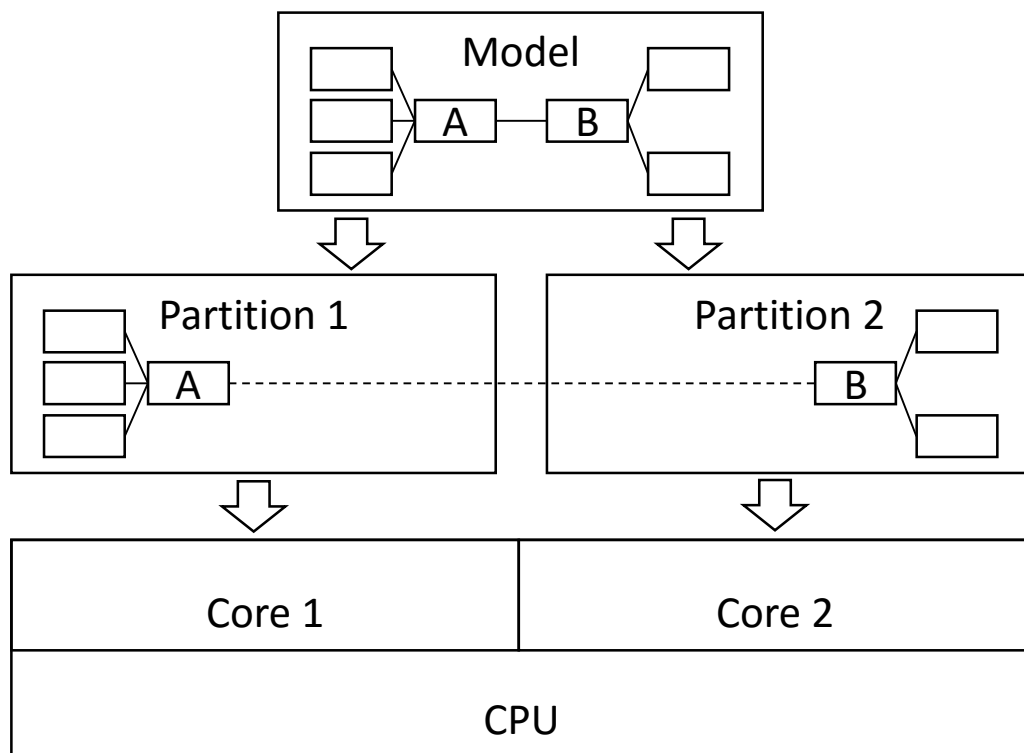 Model
A
B
Partition 1
Partition 2
A
B
Core 1
Core 2
CPU